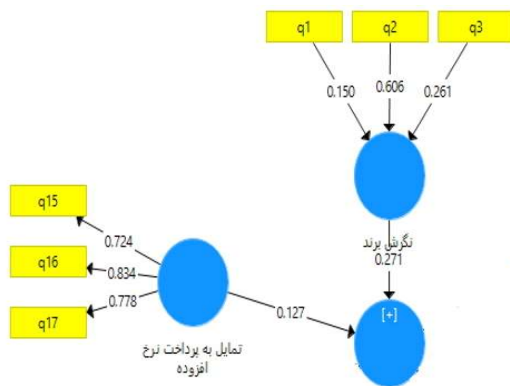 q1
q2
q3
0.150
0.606
0.261
نگرش برند
0.271
q15
q16
q17
0.724
0.834
0.778
تمایل به پرداخت نرخ
افزوده
0.127
[+]